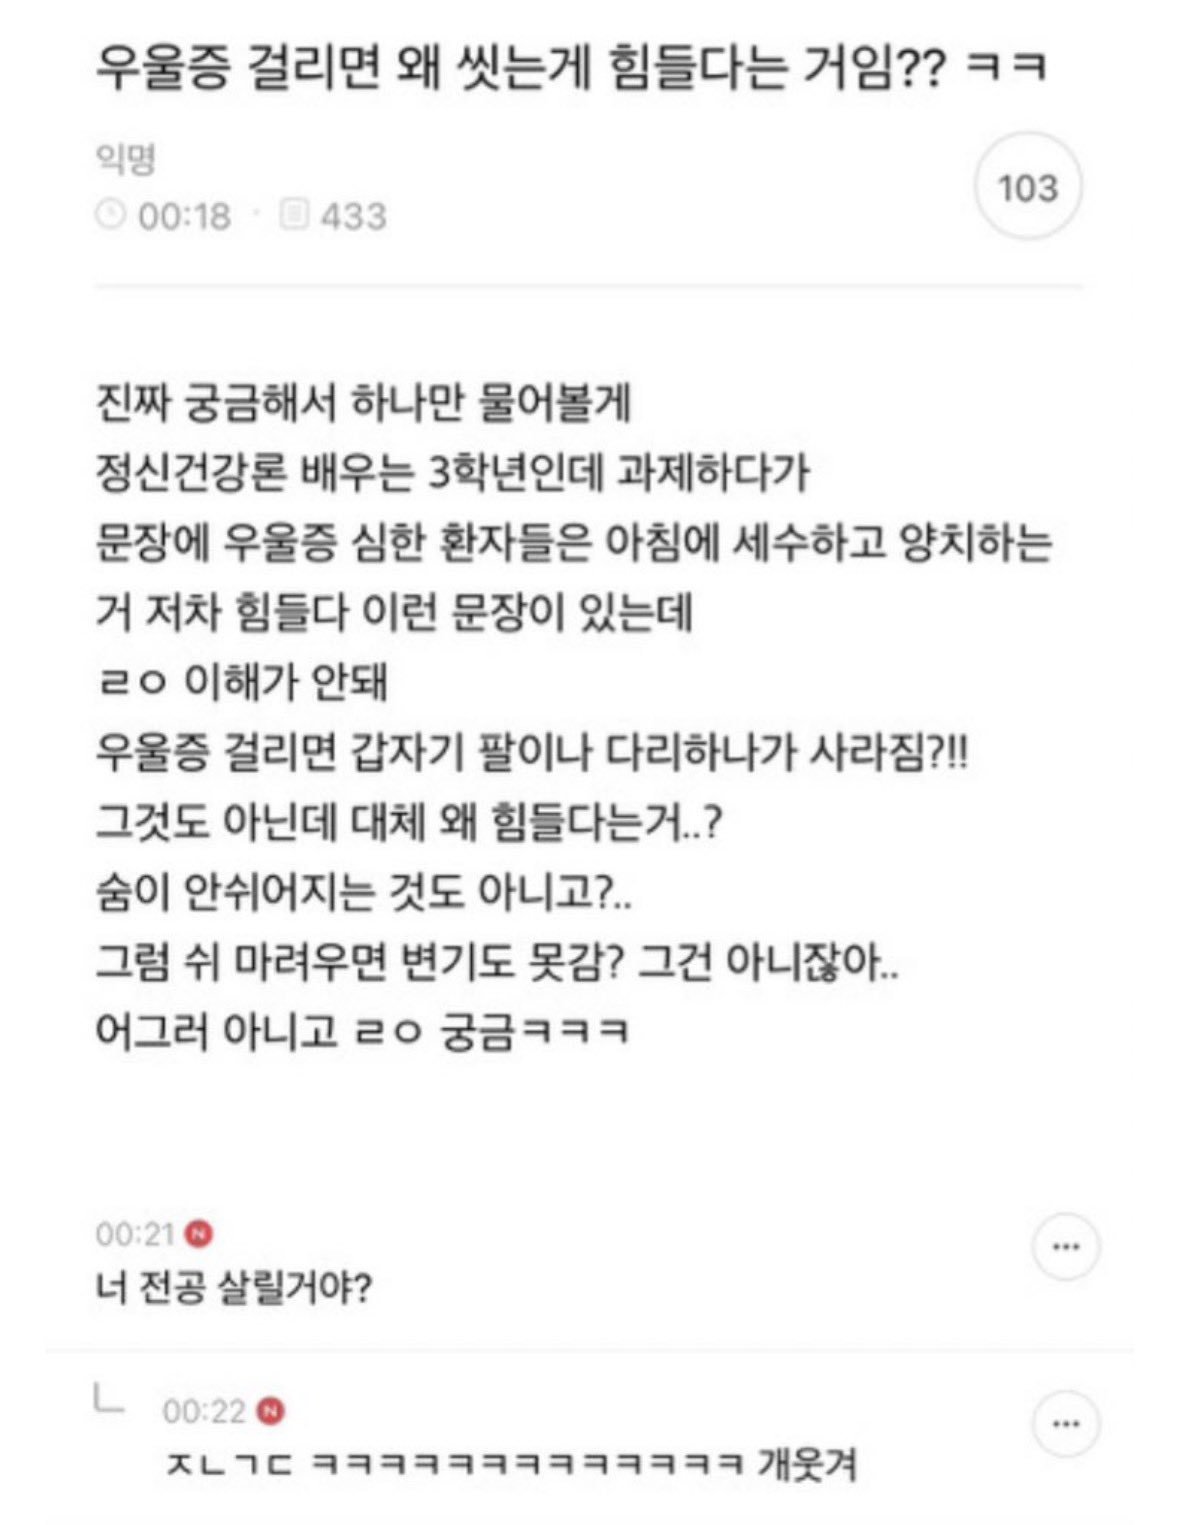 우울증 걸리면 왜 씻는게 힘들다는 거임?? ㅋㅋ
익명
00:18 · 433
103
진짜 궁금해서 하나만 물어볼게
정신건강론 배우는 3학년인데 과제하다가
문장에 우울증 심한 환자들은 아침에 세수하고 양치하는
거 저차 힘들다 이런 문장이 있는데
ㄹㅇ 이해가 안돼
우울증 걸리면 갑자기 팔이나 다리하나가 사라짐?!!
그것도 아닌데 대체 왜 힘들다는거..?
숨이 안쉬어지는 것도 아니고?..
그럼 쉬 마려우면 변기도 못감? 그건 아니잖아..
어그러 아니고 ㄹㅇ 궁금ㅋㅋㅋ
00:21 N
너 전공 살릴거야?
00:22 N
ㅈㄴㄱㄷ ㅋㅋㅋㅋㅋㅋㅋㅋㅋㅋㅋㅋㅋ 개웃겨